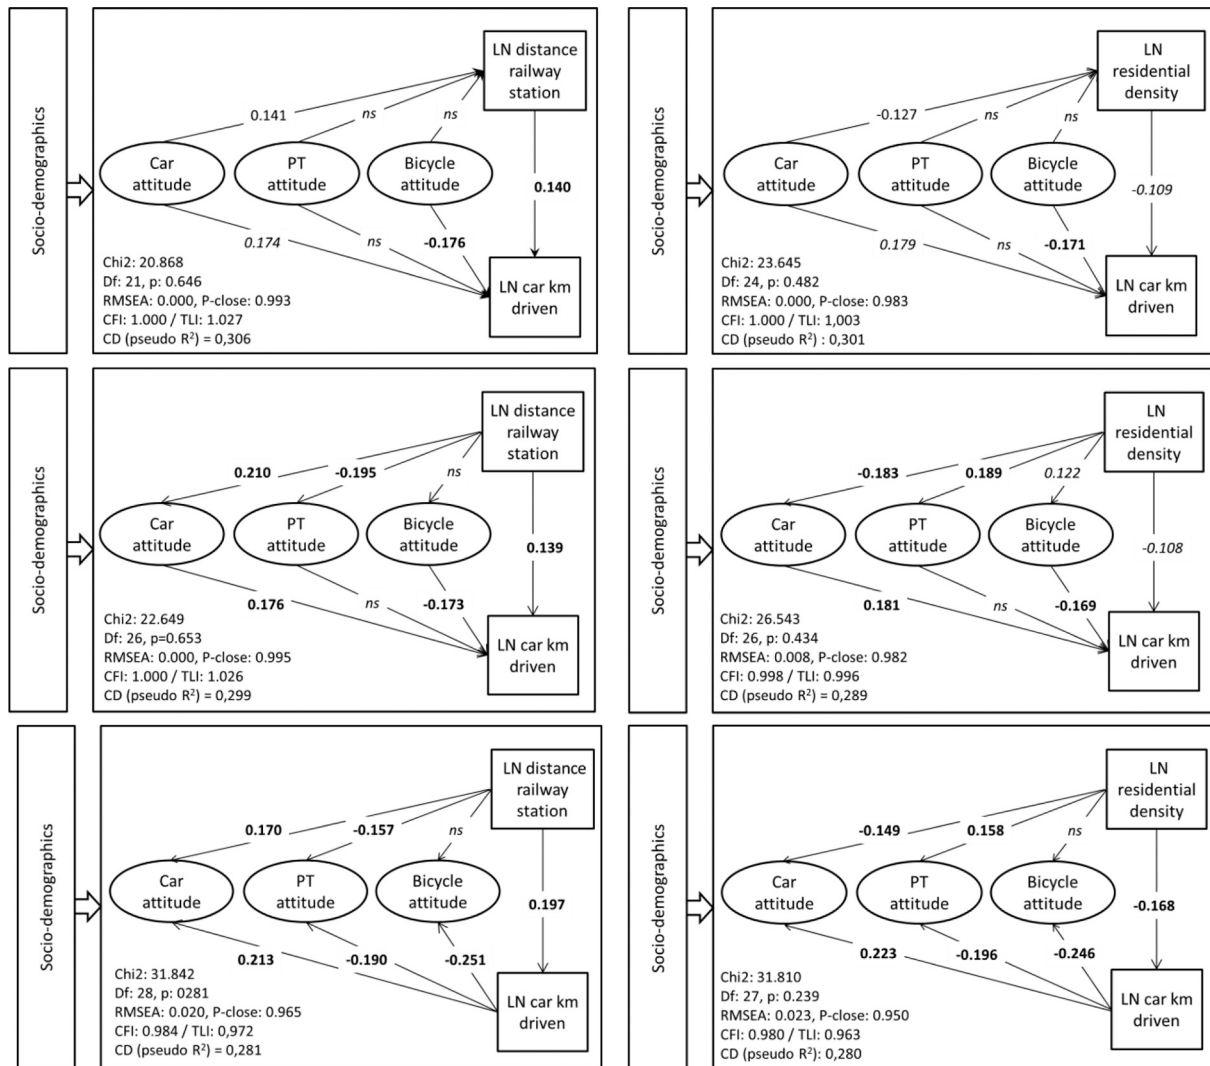 Socio-demographics
LN distance
railway
station
0.141
ns
ns
Car
attitude
PT
attitude
Bicycle
attitude
0.140
0.174
ns
-0.176
LN car km
driven
Chi2: 20.868
Df: 21, p: 0.646
RMSEA: 0.000, P-close: 0.993
CFI: 1.000 / TLI: 1.027
CD (pseudo R²) = 0,306
Socio-demographics
LN
residential
density
-0.127
ns
ns
Car
attitude
PT
attitude
Bicycle
attitude
-0.109
0.179
ns
-0.171
LN car km
driven
Chi2: 23.645
Df: 24, p: 0.482
RMSEA: 0.000, P-close: 0.983
CFI: 1.000 / TLI: 1,003
CD (pseudo R²) : 0,301
Socio-demographics
LN distance
railway
station
0.210
-0.195
ns
Car
attitude
PT
attitude
Bicycle
attitude
0.139
0.176
ns
-0.173
LN car km
driven
Chi2: 22.649
Df: 26, p=0.653
RMSEA: 0.000, P-close: 0.995
CFI: 1.000 / TLI: 1.026
CD (pseudo R²) = 0,299
Socio-demographics
LN
residential
density
-0.183
0.189
0.122
Car
attitude
PT
attitude
Bicycle
attitude
-0.108
0.181
ns
-0.169
LN car km
driven
Chi2: 26.543
Df: 26, p: 0.434
RMSEA: 0.008, P-close: 0.982
CFI: 0.998 / TLI: 0.996
CD (pseudo R²) = 0,289
Socio-demographics
LN distance
railway
station
0.170
-0.157
ns
Car
attitude
PT
attitude
Bicycle
attitude
0.197
0.213
-0.190
-0.251
LN car km
driven
Chi2: 31.842
Df: 28, p: 0281
RMSEA: 0.020, P-close: 0.965
CFI: 0.984 / TLI: 0,972
CD (pseudo R²) = 0,281
Socio-demographics
LN
residential
density
-0.149
0.158
ns
Car
attitude
PT
attitude
Bicycle
attitude
-0.168
0.223
-0.196
-0.246
LN car km
driven
Chi2: 31.810
Df: 27, p: 0.239
RMSEA: 0.023, P-close: 0.950
CFI: 0.980 / TLI: 0.963
CD (pseudo R²): 0,280